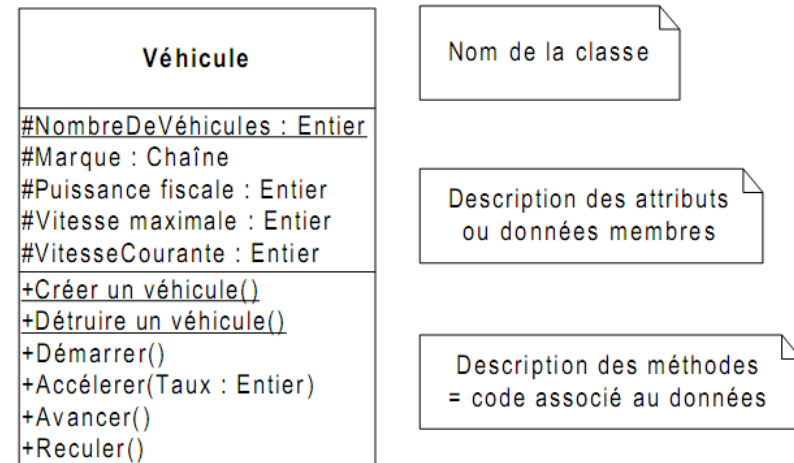 Véhicule
#NombreDeVéhicules : Entier
#Marque : Chaîne
#Puissance fiscale : Entier
#Vitesse maximale : Entier
#VitesseCourante : Entier
+Créer un véhicule()
+Détruire un véhicule()
+Démarrer()
+Accélerer(Taux : Entier)
+Avancer()
+Reculer()
Nom de la classe
Description des attributs
ou données membres
Description des méthodes
= code associé au données